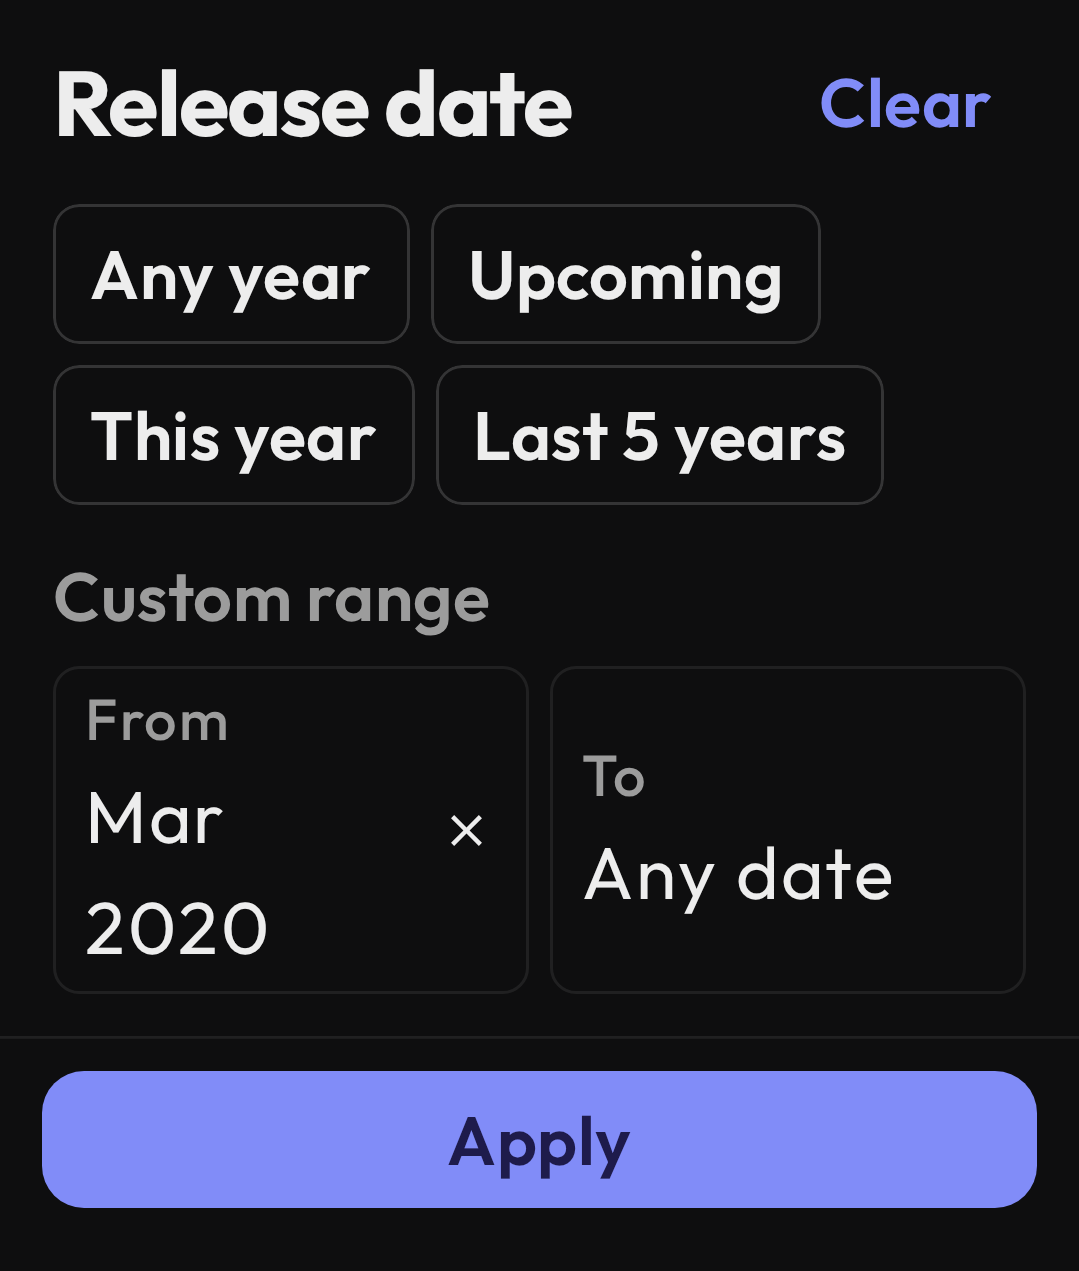 Release date
Clear
Any year
Upcoming
This year
Last 5 years
Custom range
From
Mar
2020
To
Any date
Apply